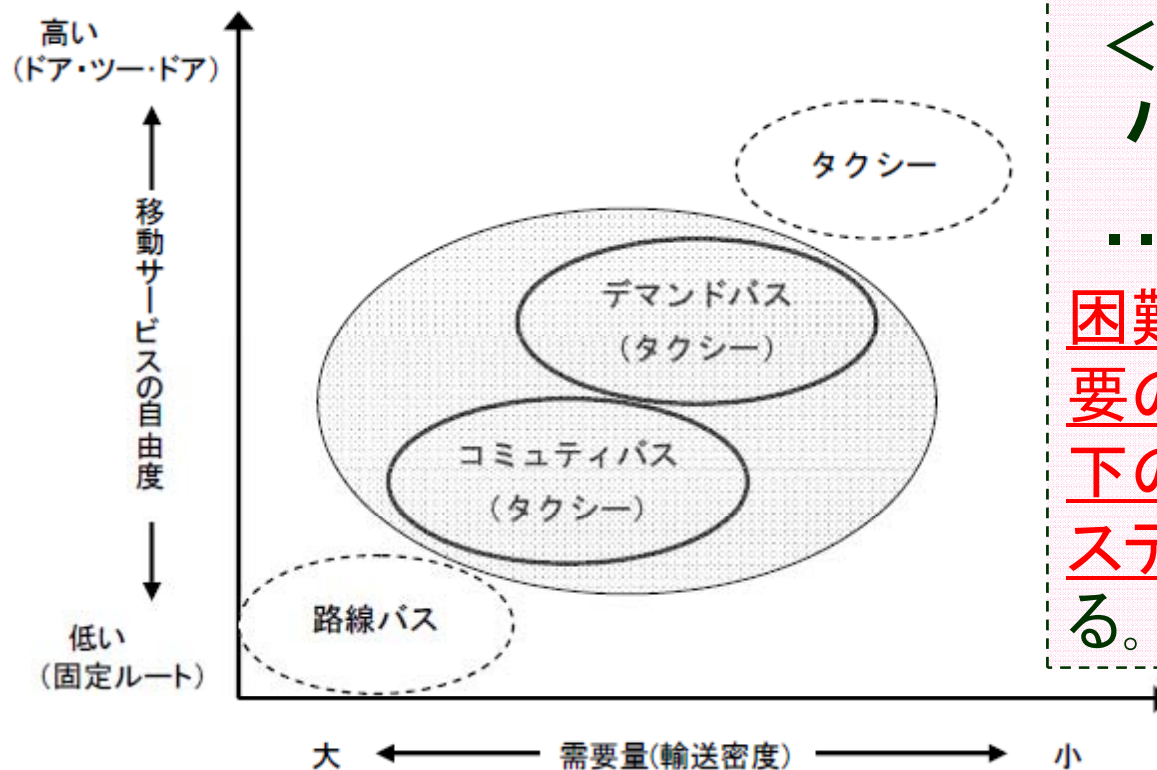 高い
(ドア・ツー・ドア)
移動サービスの自由度
低い
(固定ルート)
タクシー
デマンドバス
(タクシー)
コミュティバス
(タクシー)
路線バス
大
需要量(輸送密度)
小
<
…
困難
要の
下の
ステ
る。